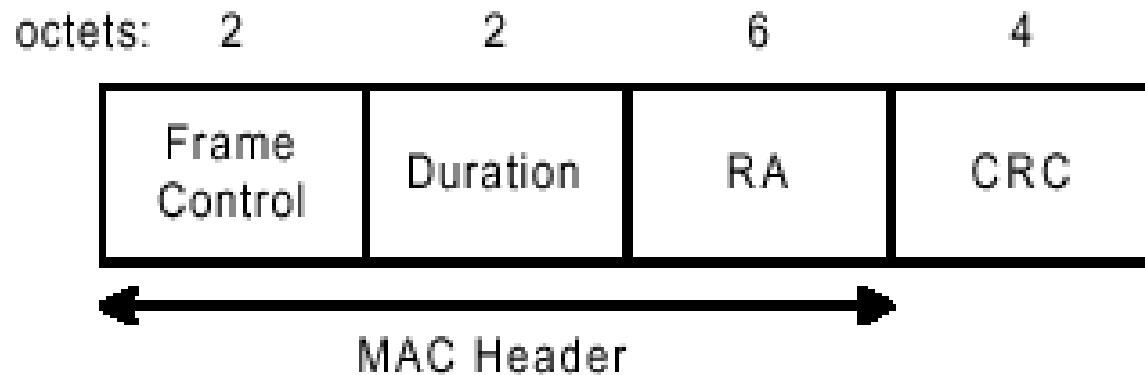 octets: 2 2 6 4
Frame
Control
Duration
RA
CRC
MAC Header